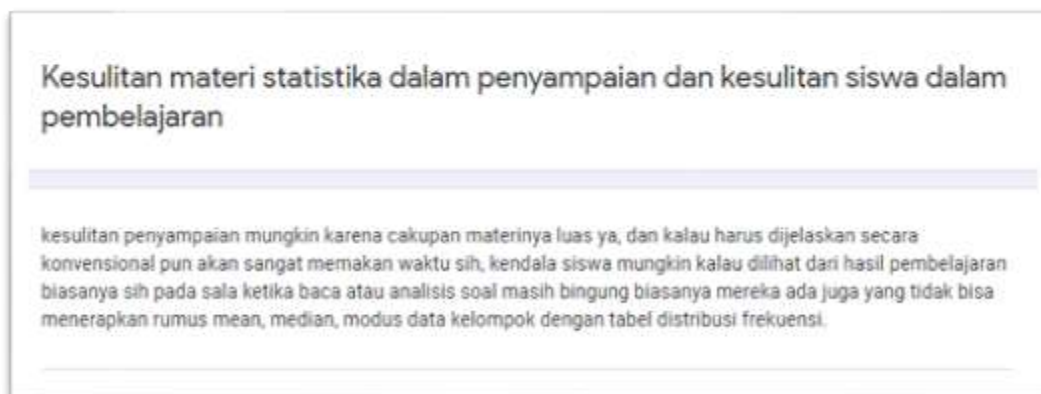 Kesulitan materi statistika dalam penyampaian dan kesulitan siswa dalam
pembelajaran
kesulitan penyampaian mungkin karena cakupan materinya luas ya, dan kalau harus dijelaskan secara
konvensional pun akan sangat memakan waktu sih, kendala siswa mungkin kalau dilihat dari hasil pembelajaran
biasanya sih pada sala ketika baca atau analisis soal masih bingung biasanya mereka ada juga yang tidak bisa
menerapkan rumus mean, median, modus data kelompok dengan tabel distribusi frekuensi.